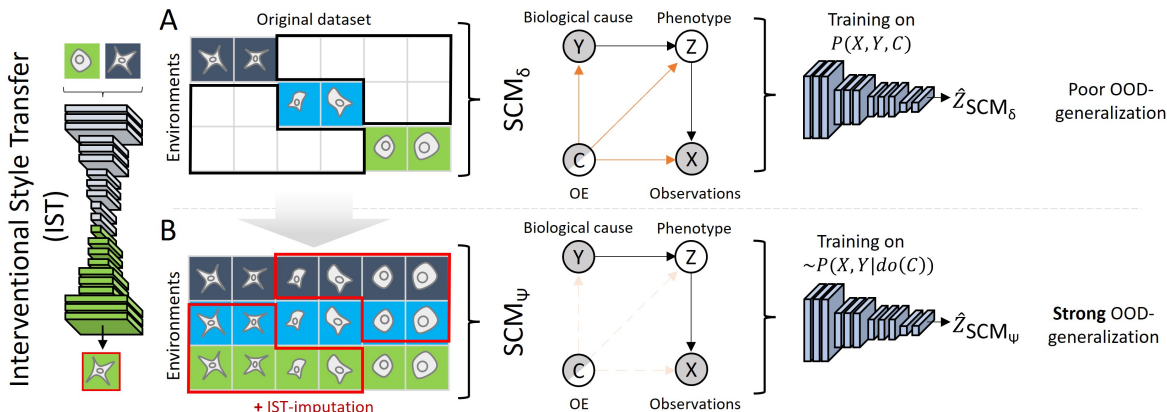 Interventional Style Transfer
(IST)
A
Original dataset
Environments
SCMδ
Biological cause
Phenotype
Y
Z
C
X
OE
Observations
Training on
P(X, Y, C)
ẐSCMδ
Poor OOD-
generalization
B
Environments
+ IST-imputation
SCMΨ
Biological cause
Phenotype
Y
Z
C
X
OE
Observations
Training on
~P(X, Y|do(C))
ẐSCMΨ
Strong OOD-
generalization